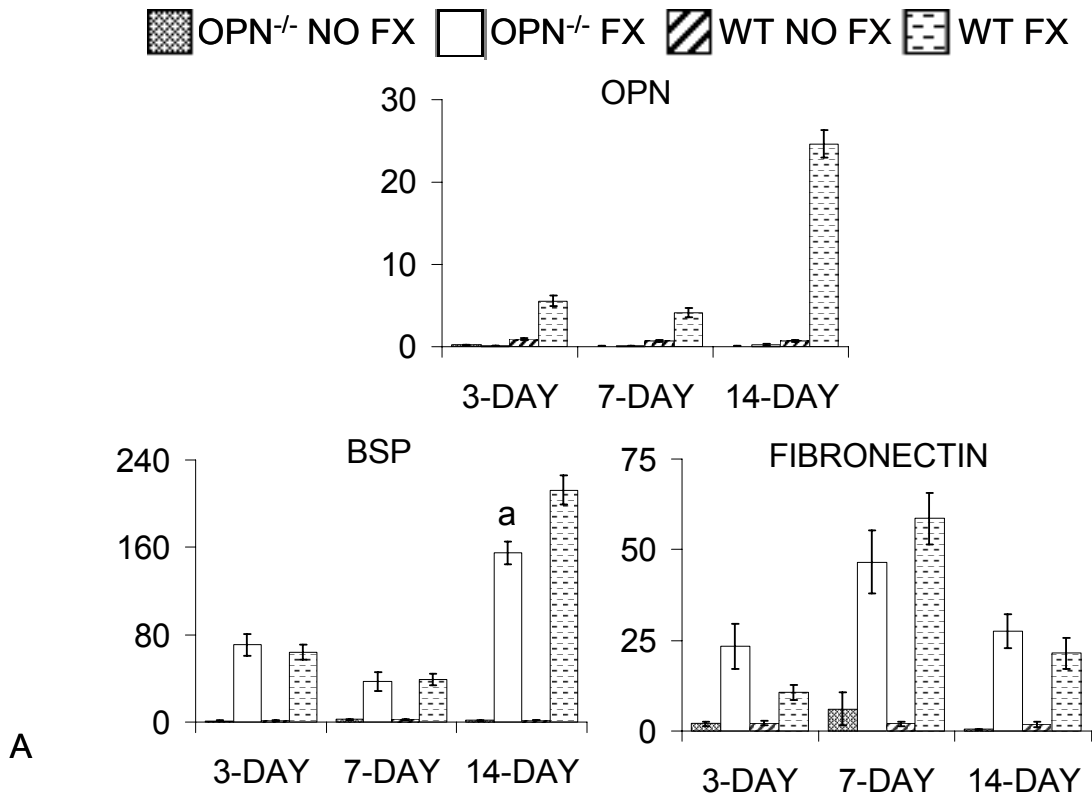 OPN-/- NO FX OPN-/- FX WT NO FX WT FX
OPN
30
20
10
0
3-DAY 7-DAY 14-DAY
BSP
240
160
80
0
a
3-DAY 7-DAY 14-DAY
FIBRONECTIN
75
50
25
0
3-DAY 7-DAY 14-DAY
A